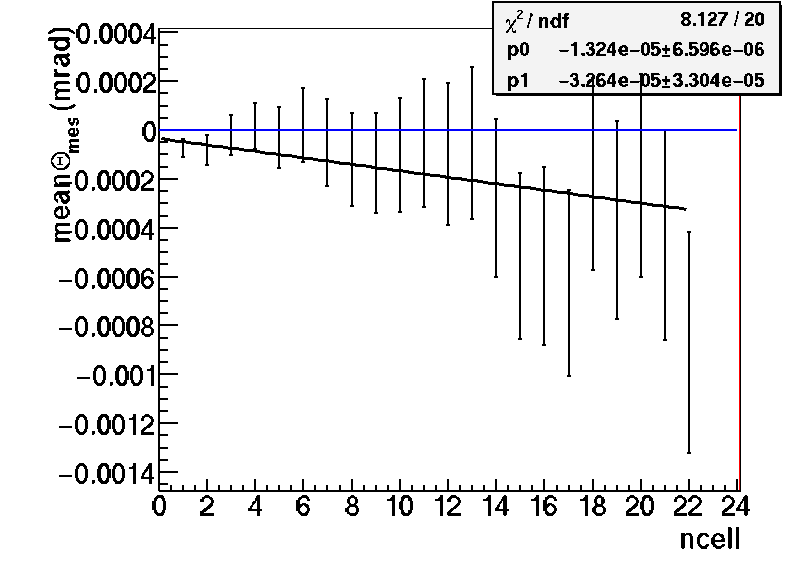 χ² / ndf 8.127 / 20
p0 −1.324e−05±6.596e−06
p1 −3.264e−05±3.304e−05
mean Θmes (mrad)
0.0004
0.0002
0
0.0002
0.0004
−0.0006
−0.0008
−0.001
−0.0012
−0.0014
0 2 4 6 8 10 12 14 16 18 20 22 24
ncell